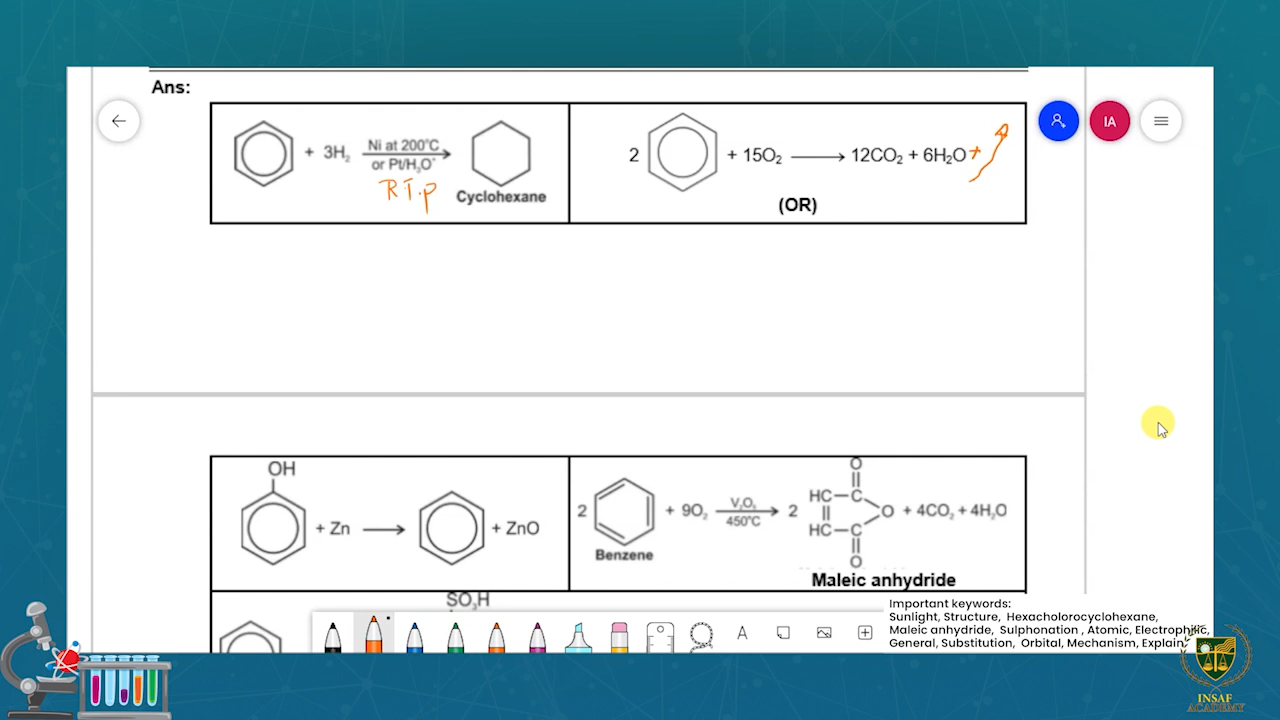 Ans:
IA
+ 3H₂ Ni at 200°C
or Pt/H₃O⁺
R T.p
Cyclohexane
2 + 15O₂ ⟶ 12CO₂ + 6H₂O +
(OR)
OH
+ Zn ⟶ + ZnO
2 + 9O₂ V₂O₅ 2 HC–C O + 4CO₂ + 4H₂O
450°C
O
HC–C
O
Benzene
Maleic anhydride
SO₃H
A
Important keywords:
Sunlight, Structure, Hexacholorocyclohexane,
Maleic anhydride, Sulphonation , Atomic, Electrophilic,
General, Substitution, Orbital, Mechanism, Explain
INSAF
ACADEMY